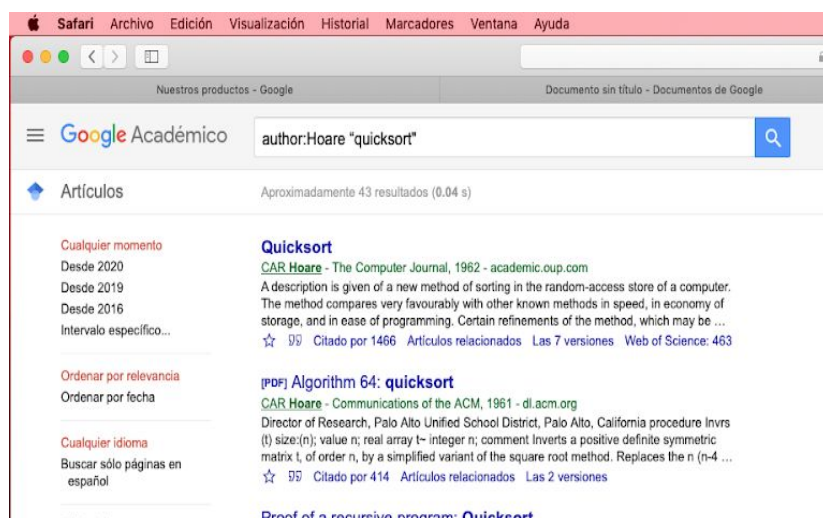 Safari Archivo Edición Visualización Historial Marcadores Ventana Ayuda
Nuestros productos - Google
Documento sin título - Documentos de Google
Google Académico
author:Hoare “quicksort"
Artículos
Aproximadamente 43 resultados (0.04 s)
Cualquier momento
Desde 2020
Desde 2019
Desde 2016
Intervalo específico...
Ordenar por relevancia
Ordenar por fecha
Cualquier idioma
Buscar sólo páginas en
español
Quicksort
CAR Hoare - The Computer Journal, 1962 - academic.oup.com
A description is given of a new method of sorting in the random-access store of a computer.
The method compares very favourably with other known methods in speed, in economy of
storage, and in ease of programming. Certain refinements of the method, which may be ...
Citado por 1466 Artículos relacionados Las 7 versiones Web of Science: 463
[PDF] Algorithm 64: quicksort
CAR Hoare - Communications of the ACM, 1961 - dl.acm.org
Director of Research, Palo Alto Unified School District, Palo Alto, California procedure Invrs
(t) size:(n); value n; real array t~ integer n; comment Inverts a positive definite symmetric
matrix t, of order n, by a simplified variant of the square root method. Replaces the n (n-4 ...
Citado por 414 Artículos relacionados Las 2 versiones
Proof of a recursive program: Quicksort